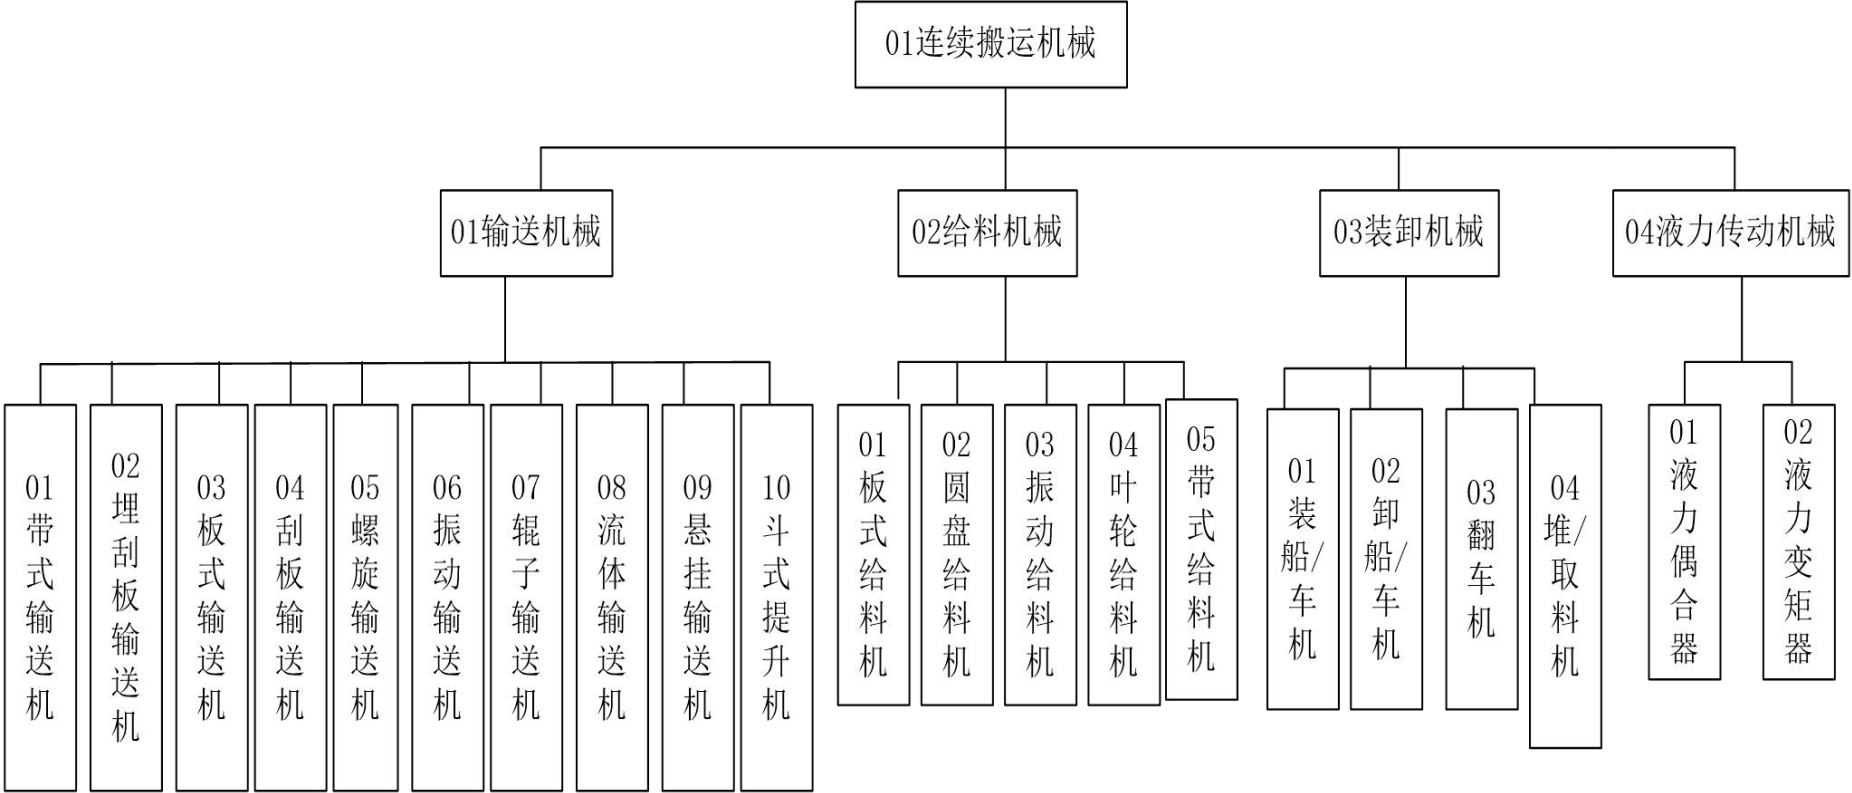 01连续搬运机械
01输送机械
02给料机械
03装卸机械
04液力传动机械
01带式输送机
02埋刮板输送机
03板式输送机
04刮板输送机
05螺旋输送机
06振动输送机
07辊子输送机
08流体输送机
09悬挂输送机
10斗式提升机
01板式给料机
02圆盘给料机
03振动给料机
04叶轮给料机
05带式给料机
01装船/车机
02卸船/车机
03翻车机
04堆/取料机
01液力偶合器
02液力变矩器